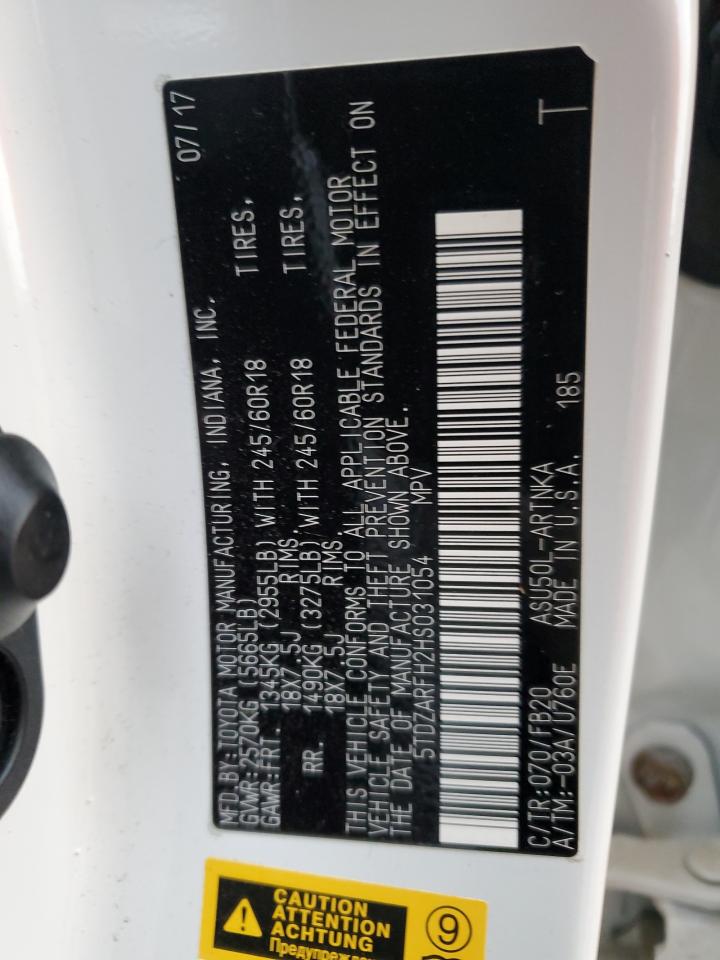 MFD.BY:TOYOTA MOTOR MANUFACTURING, INDIANA, INC. 07/17
GVWR:2570KG(5665LB)
GAWR:FRT. 1345KG (2955LB) WITH 245/60R18 TIRES,
18X7.5J RIMS
RR. 1490KG (3275LB) WITH 245/60R18 TIRES,
18X7.5J RIMS
THIS VEHICLE CONFORMS TO ALL APPLICABLE FEDERAL MOTOR
VEHICLE SAFETY AND THEFT PREVENTION STANDARDS IN EFFECT ON
THE DATE OF MANUFACTURE SHOWN ABOVE.
5TDZARFH2HS031054 MPV
C/TR:070/FB20 ASU50L-ARTNKA 185 T
A/TM:-03A/U760E MADE IN U.S.A.
CAUTION
ATTENTION
ACHTUNG
9